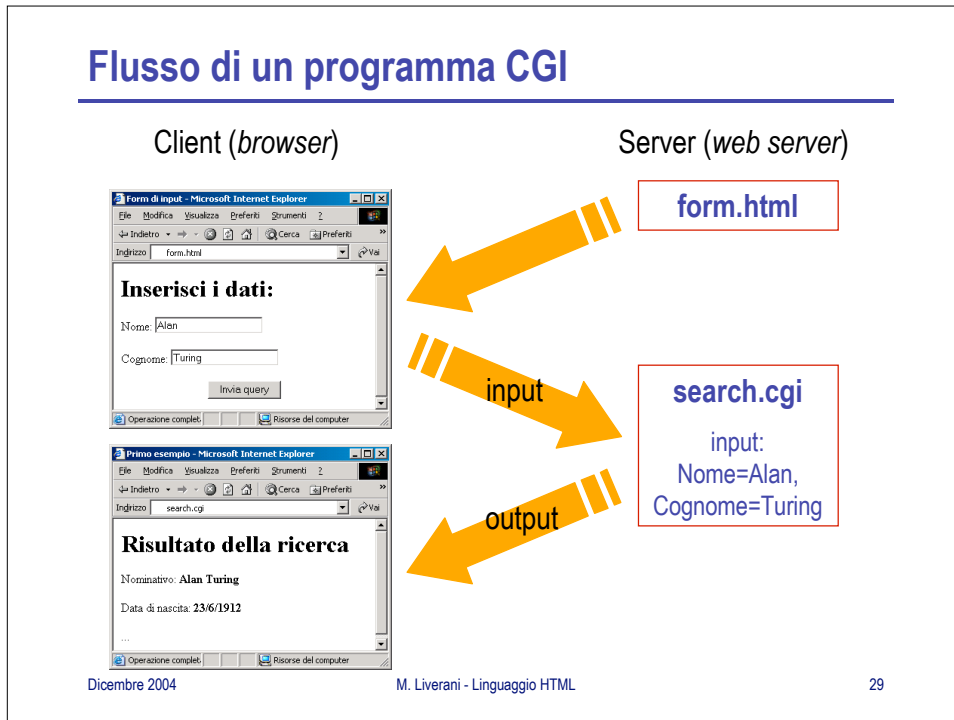 Flusso di un programma CGI
Client (browser)
Server (web server)
Form di input - Microsoft Internet Explorer
File Modifica Visualizza Preferiti Strumenti ?
Indietro Cerca Preferiti »
Indirizzo form.html Vai
Inserisci i dati:
Nome: Alan
Cognome: Turing
Invia query
Operazione complet. Risorse del computer
form.html
input
search.cgi
input:
Nome=Alan,
Cognome=Turing
output
Primo esempio - Microsoft Internet Explorer
File Modifica Visualizza Preferiti Strumenti ?
Indietro Cerca Preferiti »
Indirizzo search.cgi Vai
Risultato della ricerca
Nominativo: Alan Turing
Data di nascita: 23/6/1912
...
Operazione complet. Risorse del computer
Dicembre 2004
M. Liverani - Linguaggio HTML
29